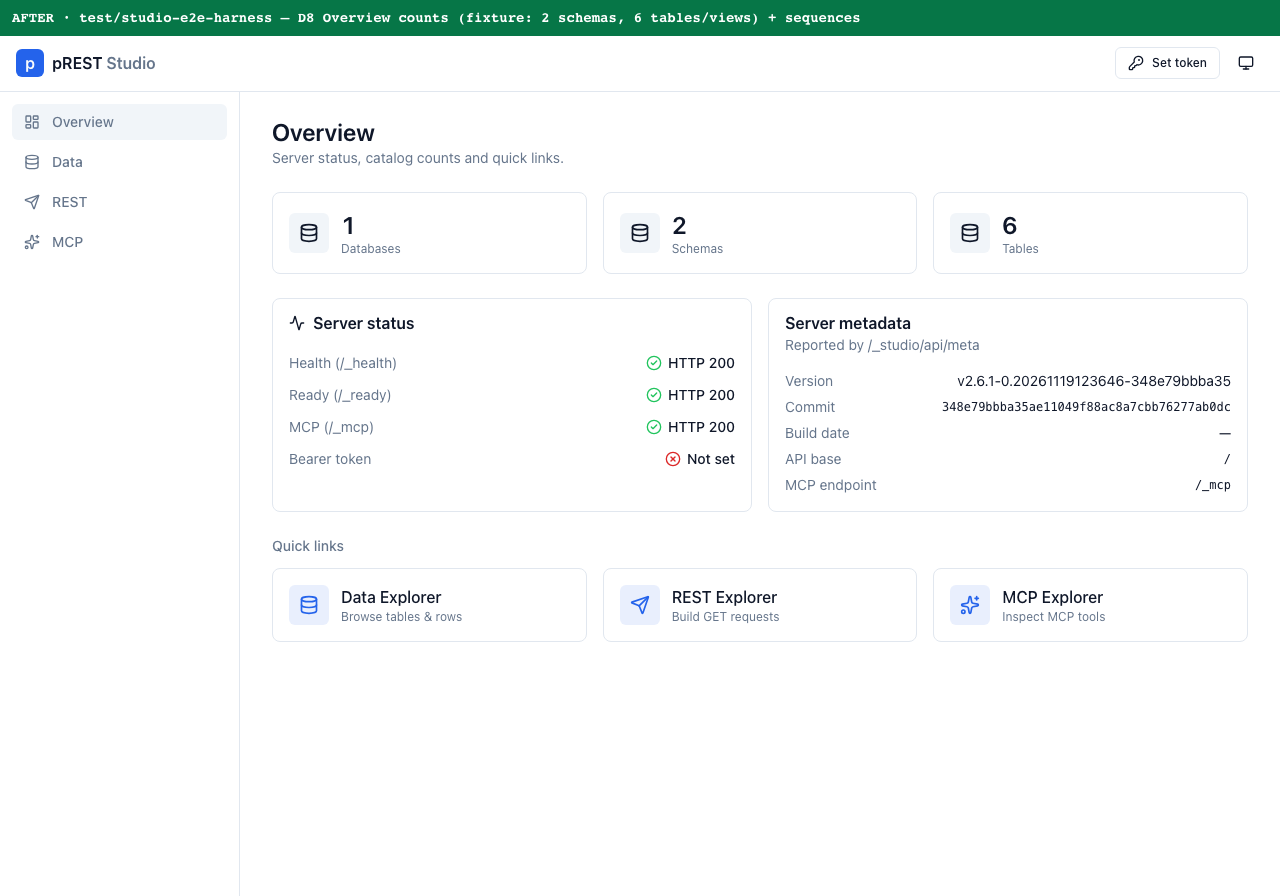 AFTER · test/studio-e2e-harness — D8 Overview counts (fixture: 2 schemas, 6 tables/views) + sequences
p pREST Studio
Set token
Overview
Data
REST
MCP
Overview
Server status, catalog counts and quick links.
1
Databases
2
Schemas
6
Tables
Server status
Health (/_health) HTTP 200
Ready (/_ready) HTTP 200
MCP (/_mcp) HTTP 200
Bearer token Not set
Server metadata
Reported by /_studio/api/meta
Version v2.6.1-0.20261119123646-348e79bbba35
Commit 348e79bbba35ae11049f88ac8a7cbb76277ab0dc
Build date —
API base /
MCP endpoint /_mcp
Quick links
Data Explorer
Browse tables & rows
REST Explorer
Build GET requests
MCP Explorer
Inspect MCP tools